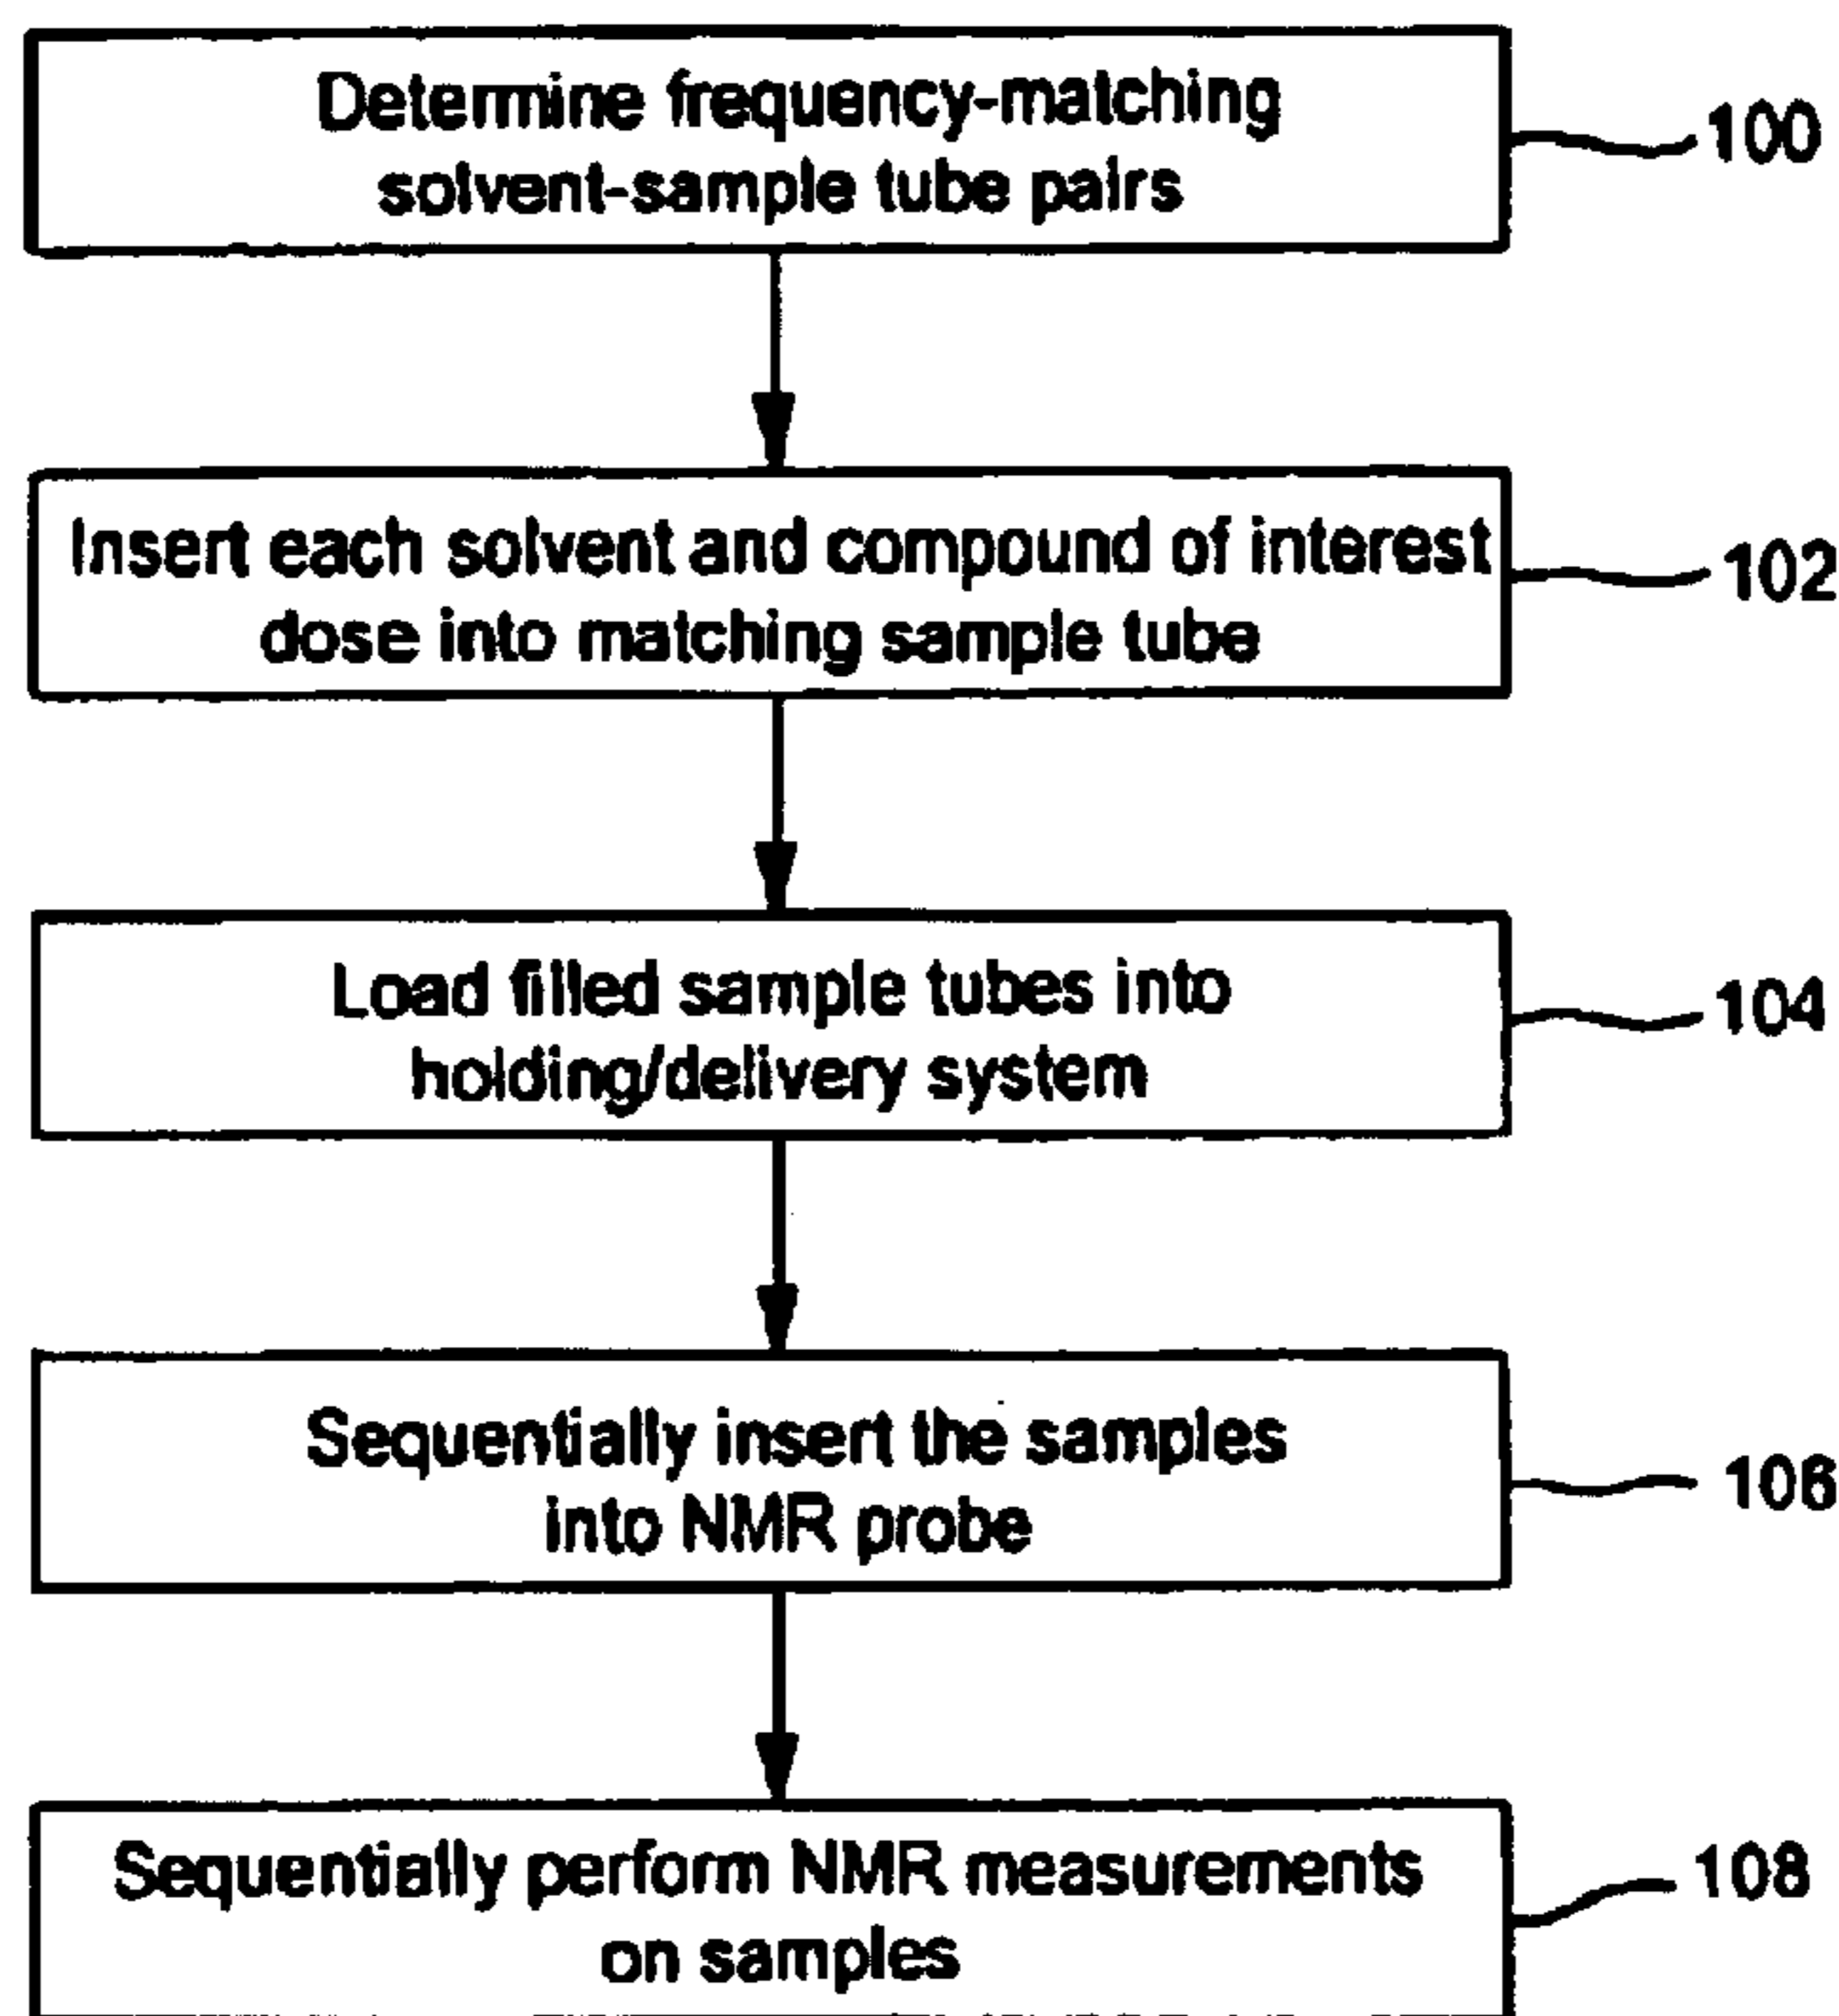 Determine frequency-matching
solvent-sample tube pairs
100
Insert each solvent and compound of interest
dose into matching sample tube
102
Load filled sample tubes into
holding/delivery system
104
Sequentially insert the samples
into NMR probe
106
Sequentially perform NMR measurements
on samples
108